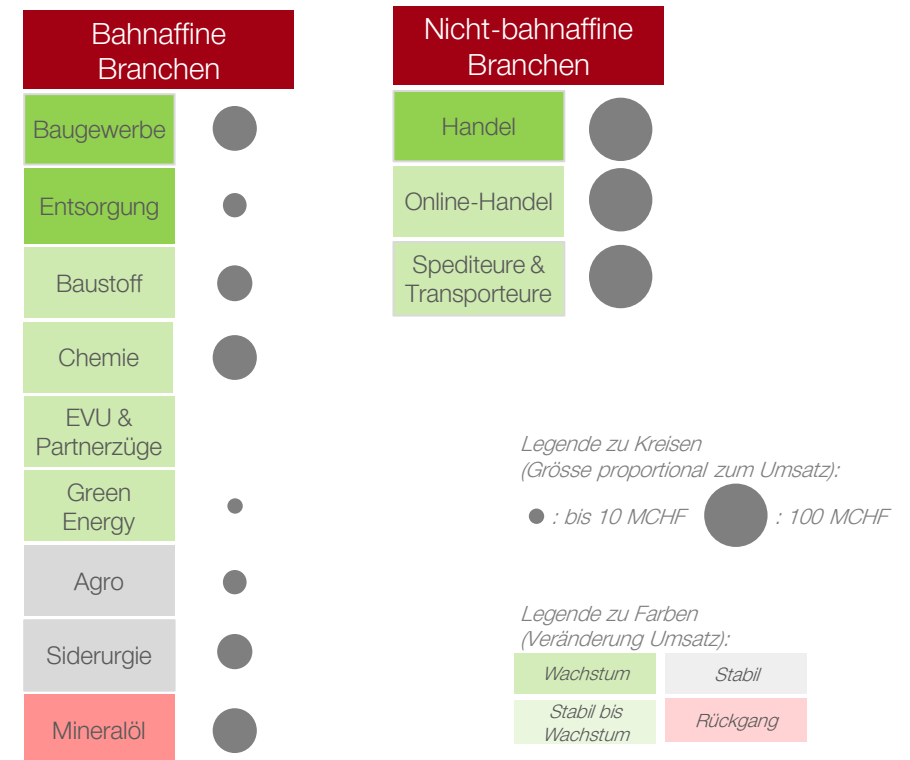 Bahnaffine
Branchen
Baugewerbe
Entsorgung
Baustoff
Chemie
EVU &
Partnerzüge
Green
Energy
Agro
Siderurgie
Mineralöl
Nicht-bahnaffine
Branchen
Handel
Online-Handel
Spediteure &
Transporteure
Legende zu Kreisen
(Grösse proportional zum Umsatz):
: bis 10 MCHF : 100 MCHF
Legende zu Farben
(Veränderung Umsatz):
Wachstum Stabil
Stabil bis
Wachstum
Rückgang